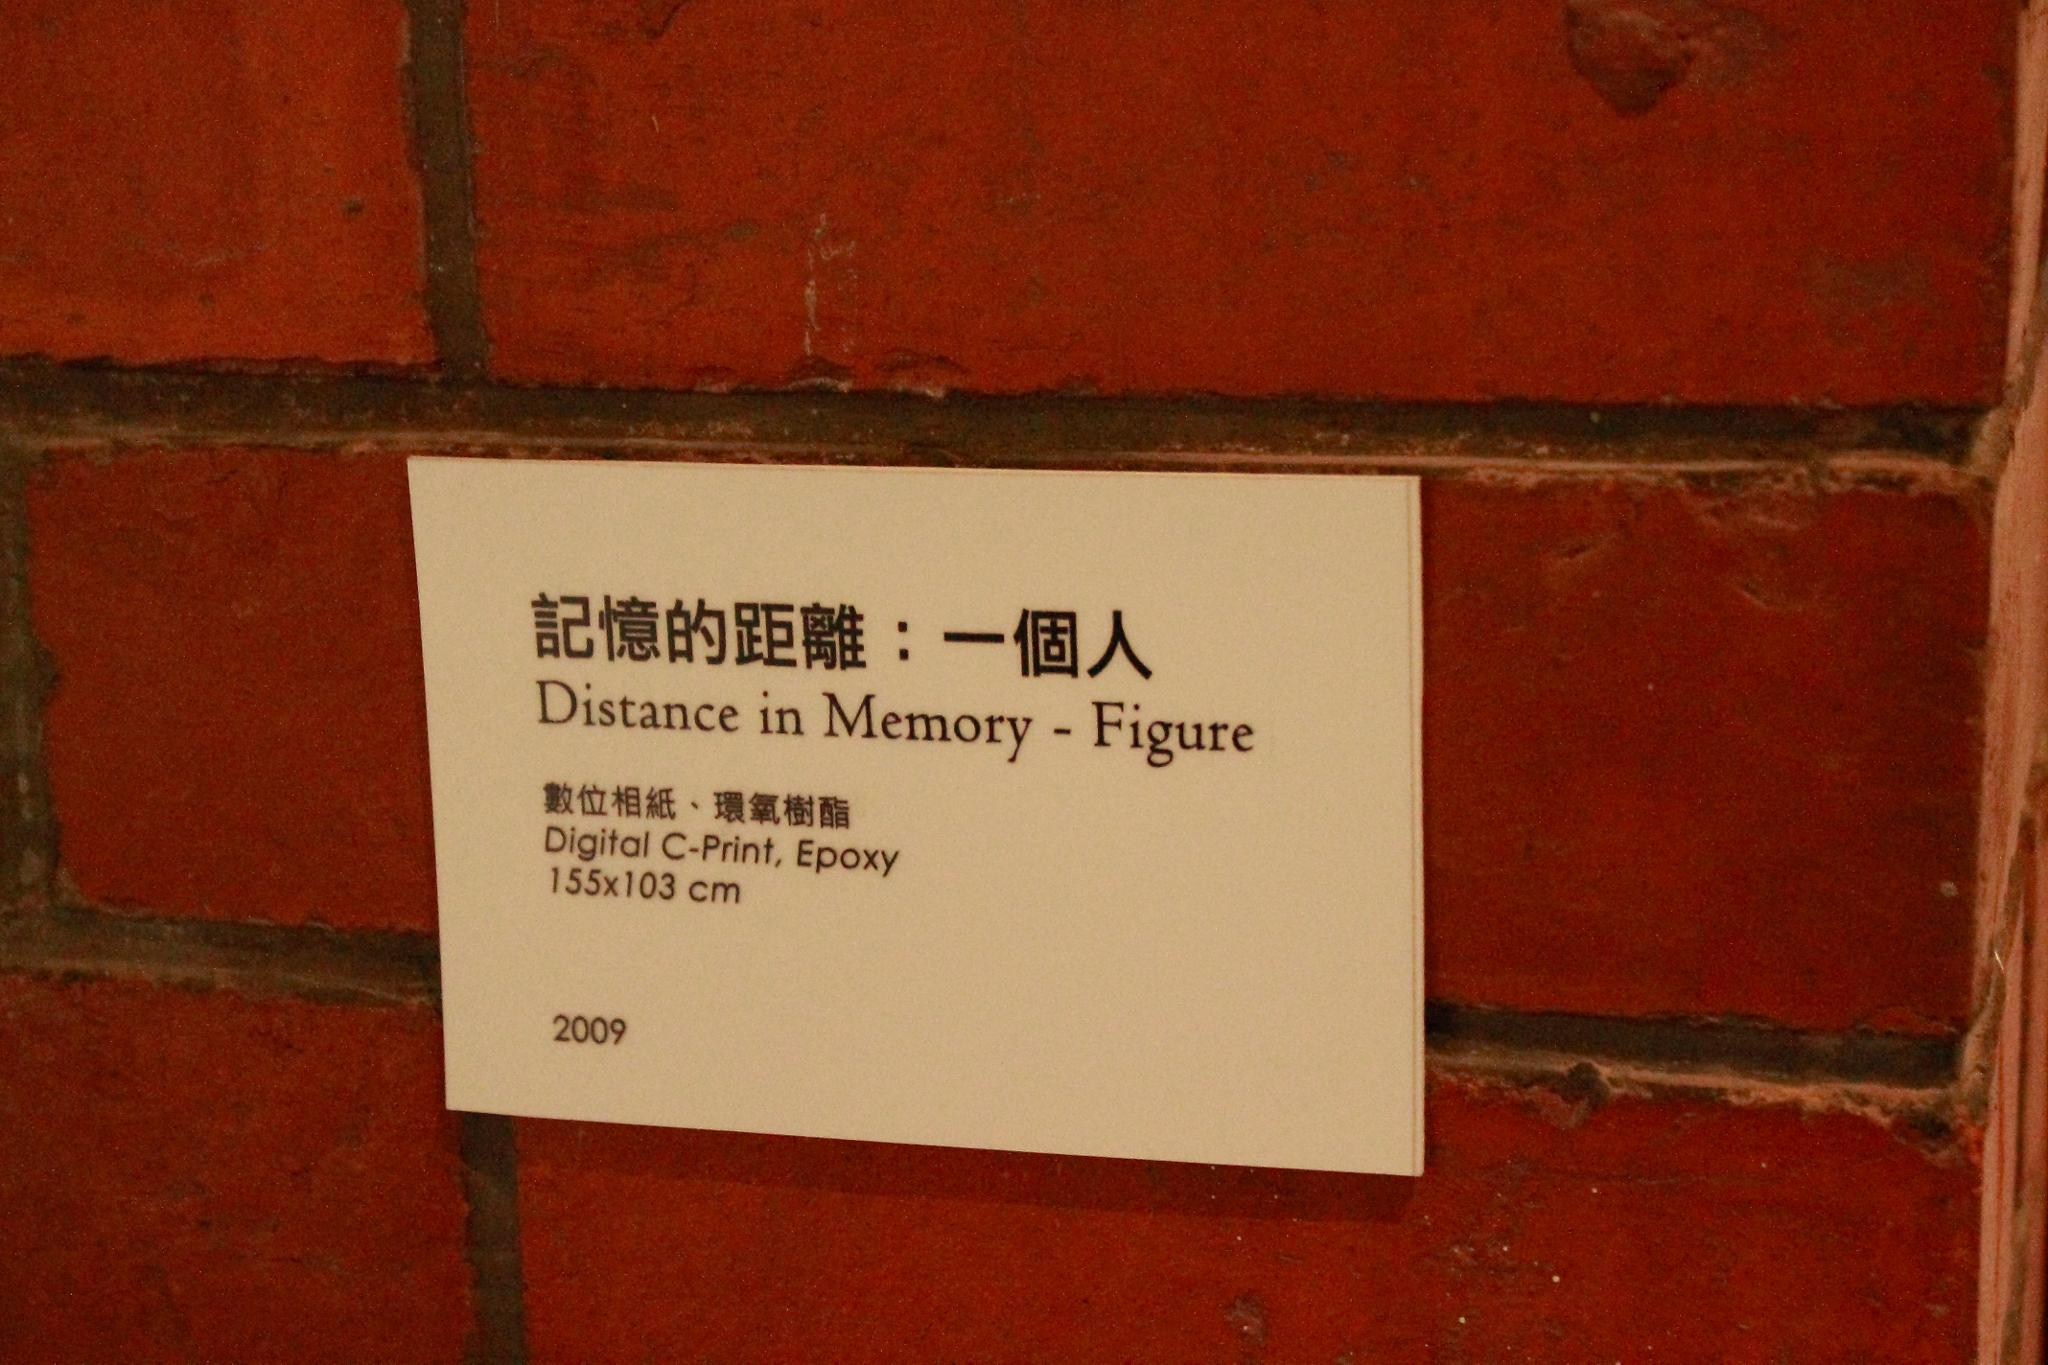 記憶的距離：一個人
Distance in Memory - Figure
數位相紙、環氧樹酯
Digital C-Print, Epoxy
155x103 cm
2009